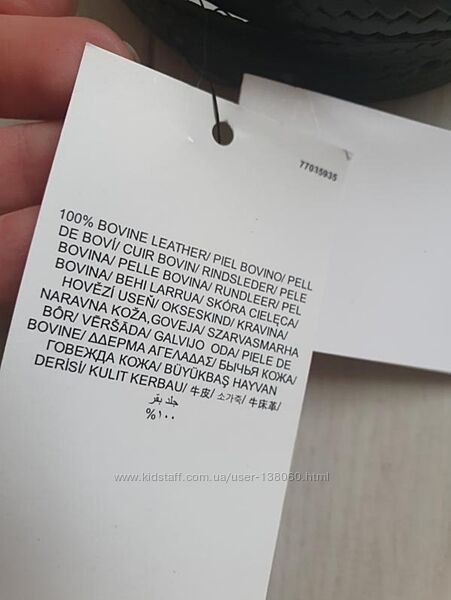 77035935
100% BOVINE LEATHER/ PIEL BOVINO/ PELL
DE BOVÍ/ CUIR BOVIN/ RINDSLEDER/ PELE
BOVINA/ PELLE BOVINA/ RUNDLEER/ PEL
BOVINA/ BEHI LARRUA/ SKÓRA CIELĘCA/
HOVĚZÍ USEŇ/ OKSESKIND/ KRAVINA/
NARAVNA KOŽA,GOVEJA/ SZARVASMARHA
BŐR/ VĒRŠĀDA/ GALVIJO ODA/ PIELE DE
BOVINE/ ΔΔΕΡΜΑ ΑΓΕΛΑΔΑΣ/ БЫЧЬЯ КОЖА/
ГОВЕЖДА КОЖА/ BÜYÜKBAŞ HAYVAN
DERİSİ/ KULIT KERBAU/ 牛皮/ 소가죽/ 牛床革/
جلد بقر
%١٠٠
www.kidstaff.com.ua/user-138060.html